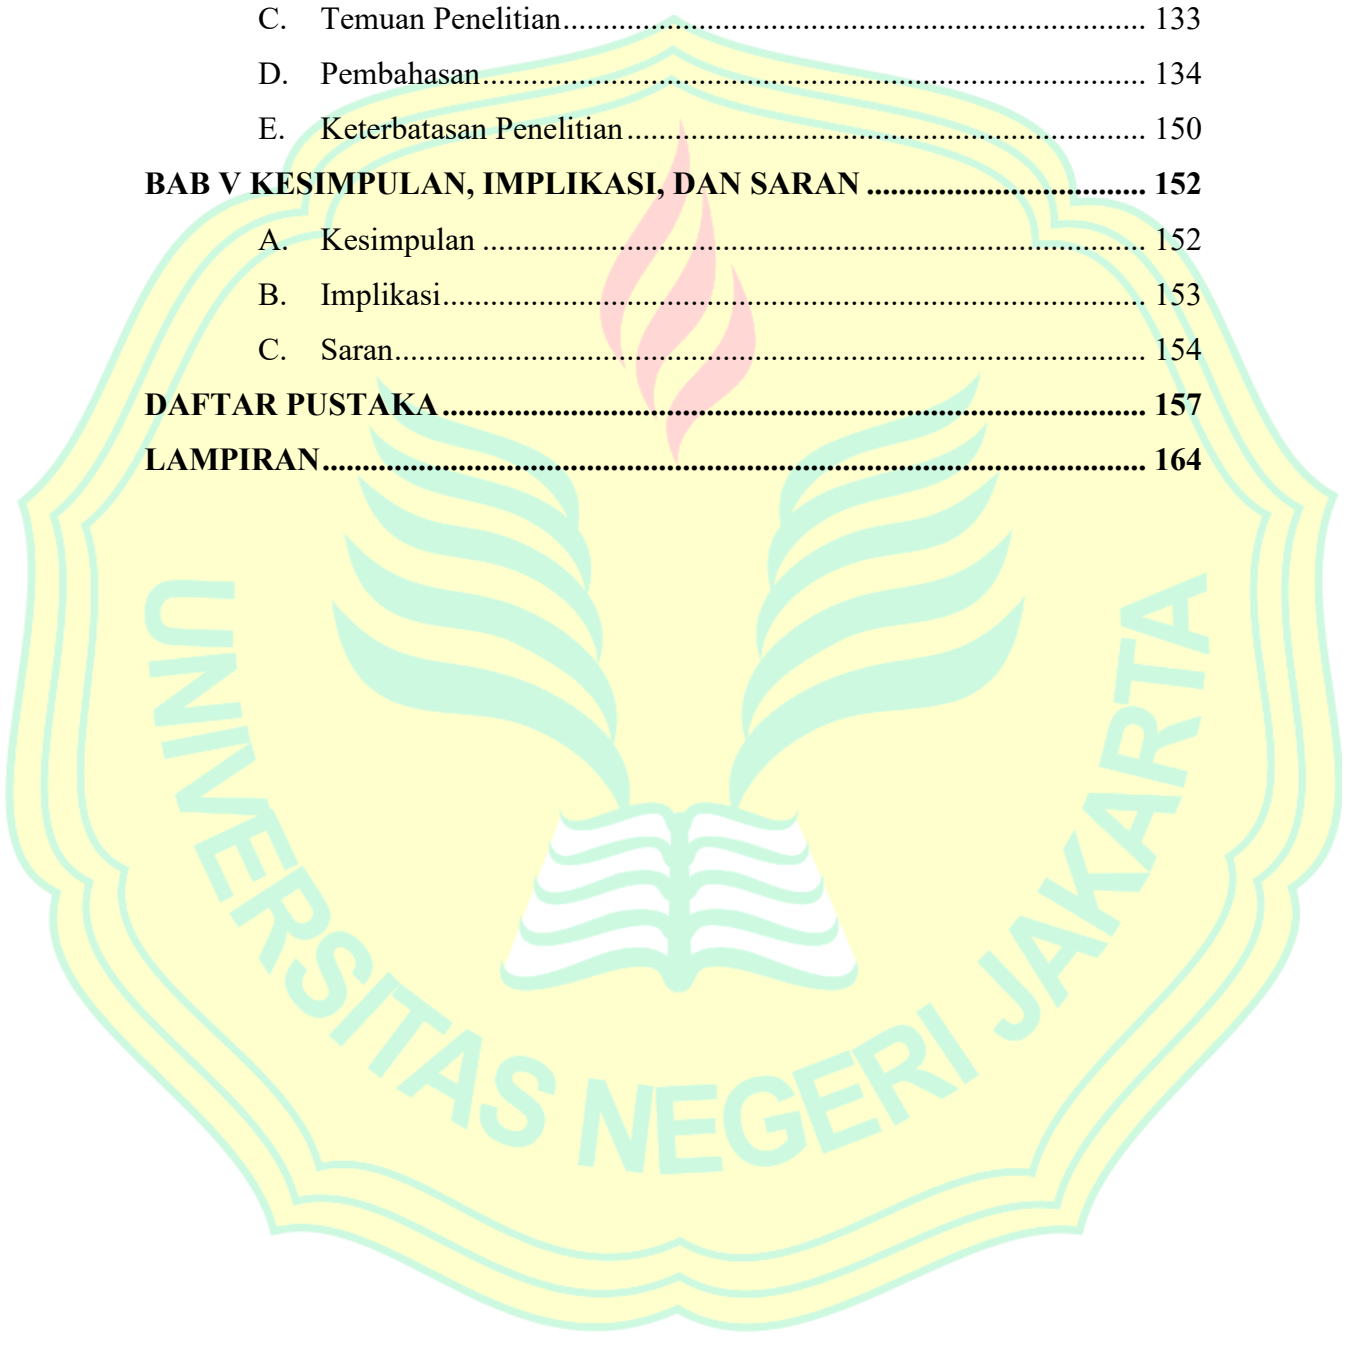 C. Temuan Penelitian.......................................................................... 133
D. Pembahasan.................................................................................... 134
E. Keterbatasan Penelitian................................................................. 150
BAB V KESIMPULAN, IMPLIKASI, DAN SARAN ................................... 152
A. Kesimpulan .................................................................................... 152
B. Implikasi......................................................................................... 153
C. Saran............................................................................................... 154
DAFTAR PUSTAKA......................................................................................... 157
LAMPIRAN........................................................................................................ 164
UNIVERSITAS NEGERI JAKARTA